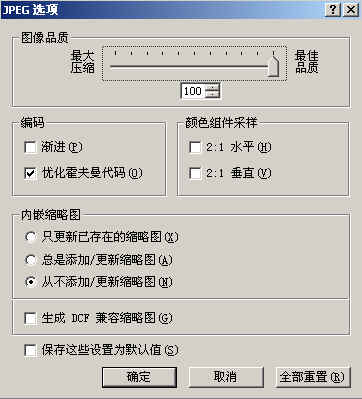 JPEG 选项
图像品质
最大
压缩
最佳
品质
100
编码
渐进(P)
优化霍夫曼代码(O)
颜色组件采样
2:1 水平(H)
2:1 垂直(V)
内嵌缩略图
只更新已存在的缩略图(X)
总是添加/更新缩略图(A)
从不添加/更新缩略图(N)
生成 DCF 兼容缩略图(G)
保存这些设置为默认值(S)
确定
取消
全部重置(R)